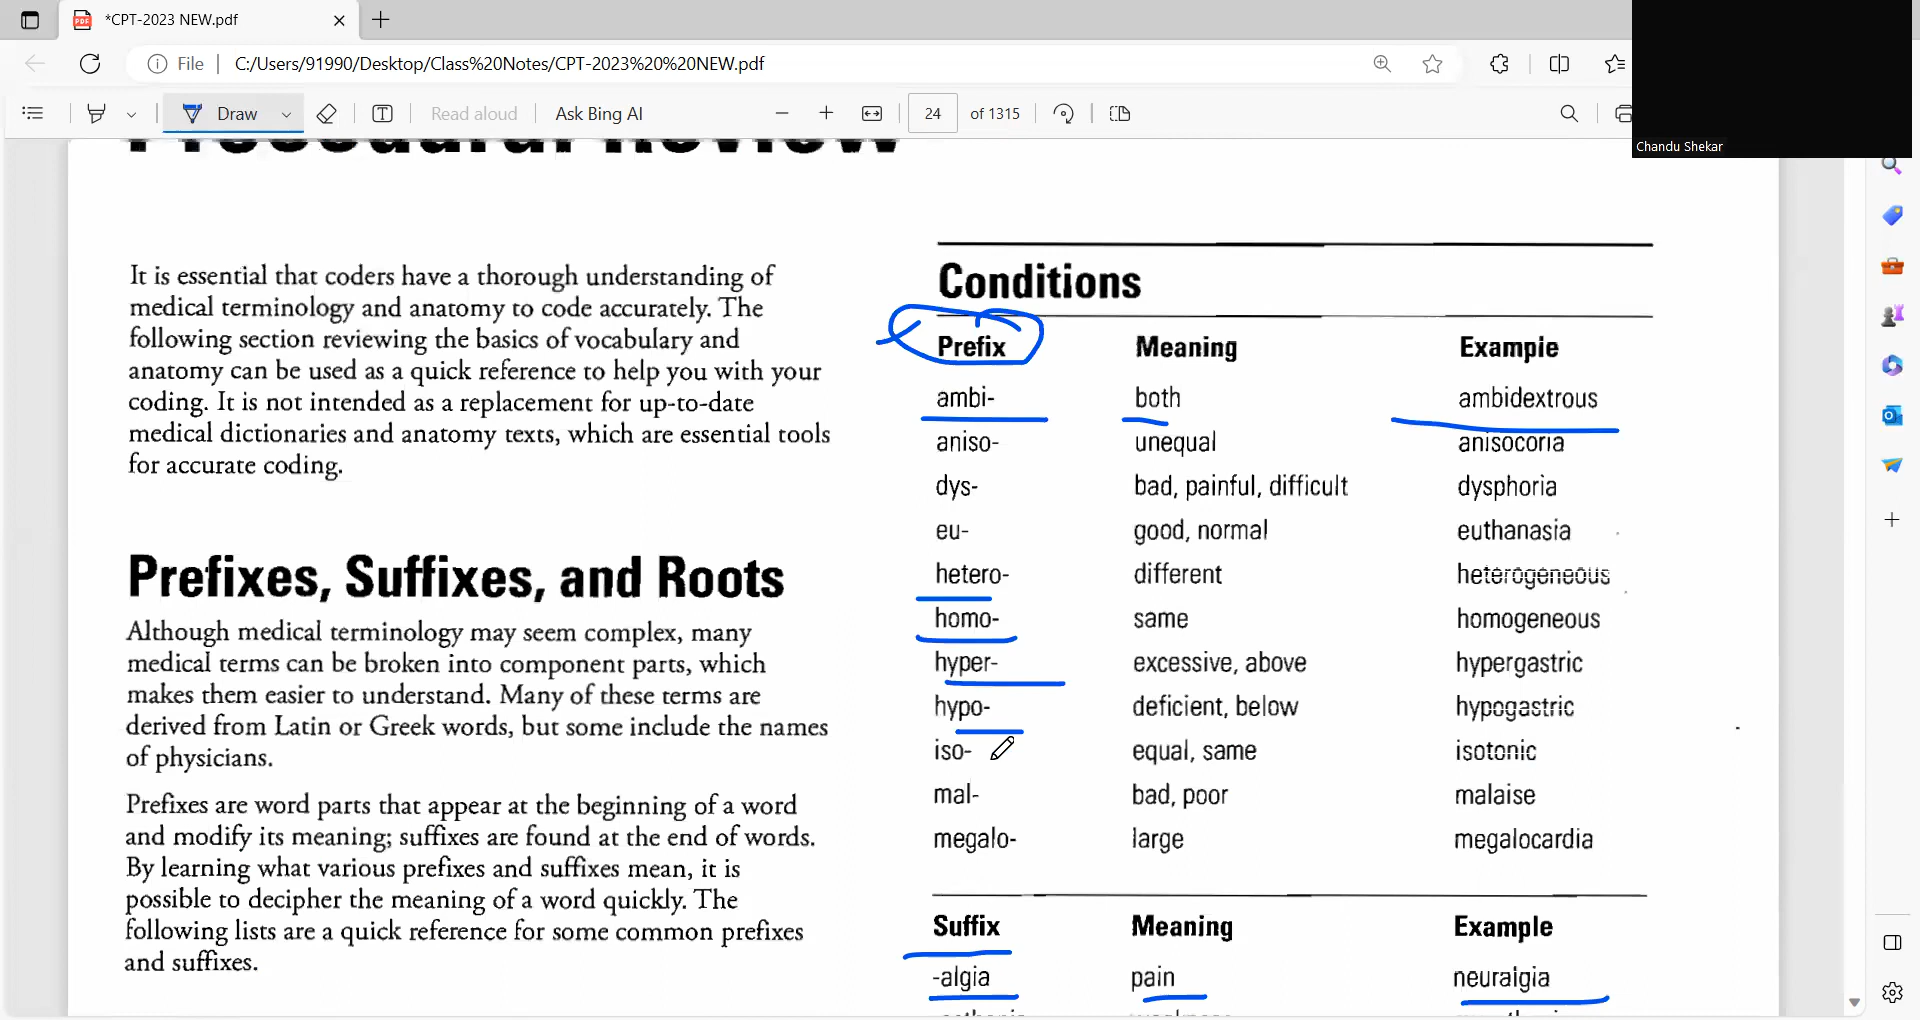 *CPT-2023 NEW.pdf
File
C:/Users/91990/Desktop/Class%20Notes/CPT-2023%20%20NEW.pdf
Draw
Read aloud
Ask Bing AI
24
of 1315
Chandu Shekar
Procedural Review
It is essential that coders have a thorough understanding of
medical terminology and anatomy to code accurately. The
following section reviewing the basics of vocabulary and
anatomy can be used as a quick reference to help you with your
coding. It is not intended as a replacement for up-to-date
medical dictionaries and anatomy texts, which are essential tools
for accurate coding.
Prefixes, Suffixes, and Roots
Although medical terminology may seem complex, many
medical terms can be broken into component parts, which
makes them easier to understand. Many of these terms are
derived from Latin or Greek words, but some include the names
of physicians.
Prefixes are word parts that appear at the beginning of a word
and modify its meaning; suffixes are found at the end of words.
By learning what various prefixes and suffixes mean, it is
possible to decipher the meaning of a word quickly. The
following lists are a quick reference for some common prefixes
and suffixes.
Conditions
Prefix Meaning Example
ambi- both ambidextrous
aniso- unequal anisocoria
dys- bad, painful, difficult dysphoria
eu- good, normal euthanasia
hetero- different heterogeneous
homo- same homogeneous
hyper- excessive, above hypergastric
hypo- deficient, below hypogastric
iso- equal, same isotonic
mal- bad, poor malaise
megalo- large megalocardia
Suffix Meaning Example
-algia pain neuralgia